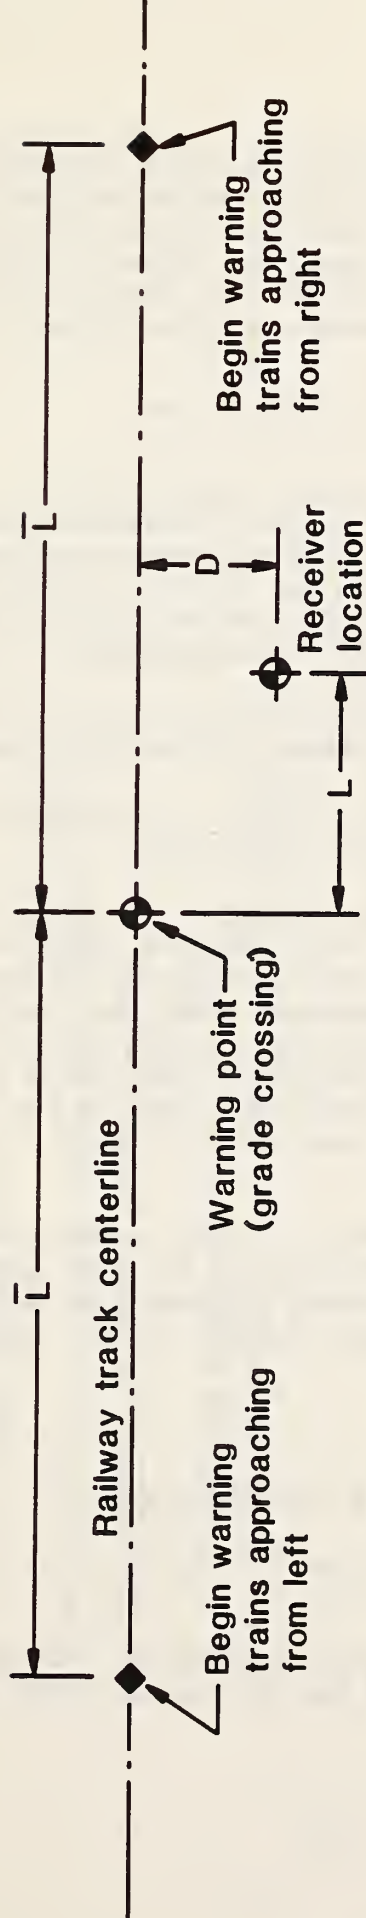 L̅
L̅
Railway track centerline
Begin warning
trains approaching
from left
Warning point
(grade crossing)
D
L
Receiver
location
Begin warning
trains approaching
from right